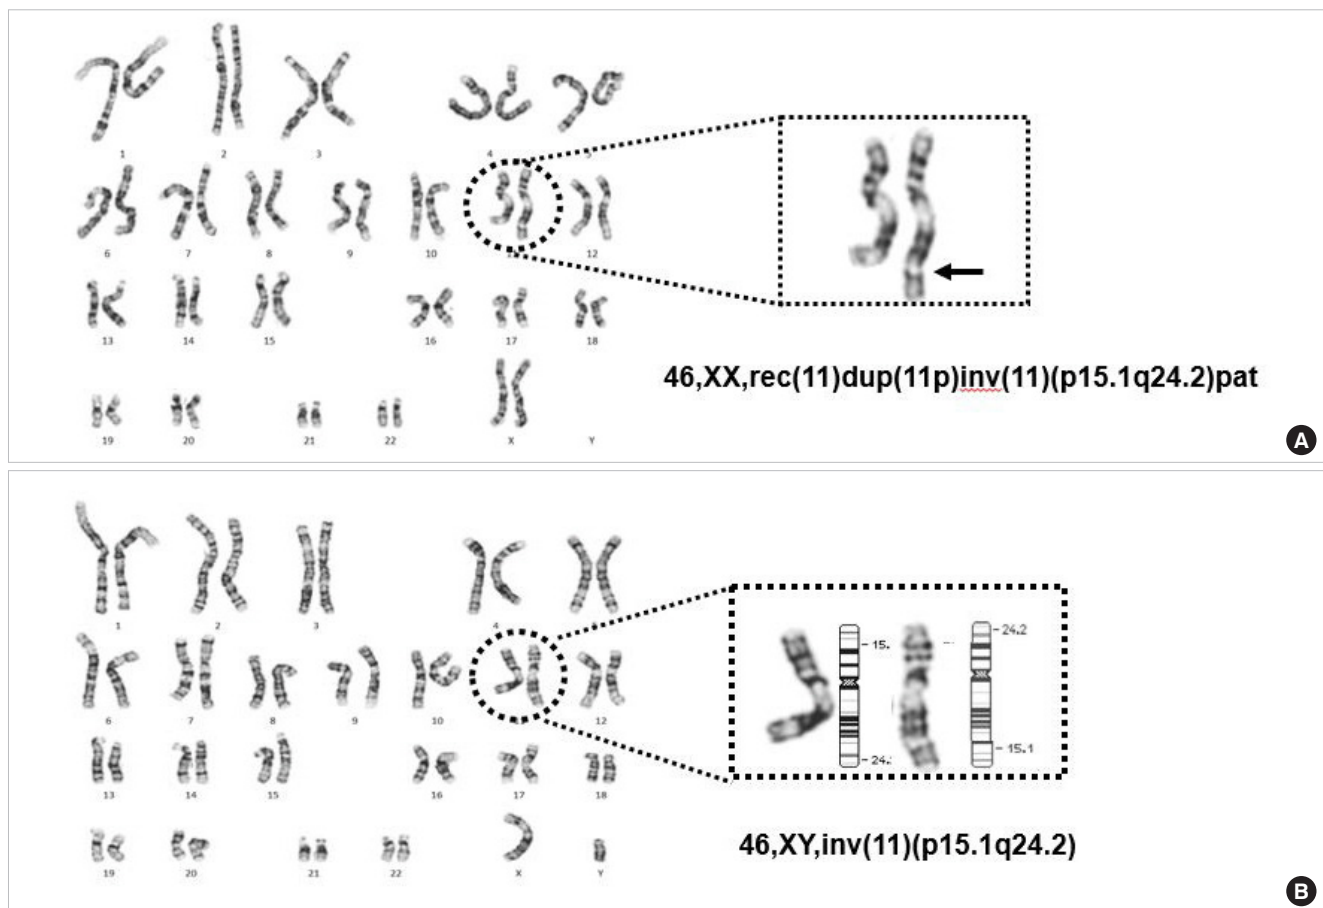 1 2 3 4 5
6 7 8 9 10 11 12
13 14 15 16 17 18
46,XX,rec(11)dup(11p)inv(11)(p15.1q24.2)pat
19 20 21 22 X Y
A
1 2 3 4
15. 24.2
6 7 8 9 10 12
24. 15.1
13 14 15 16 17 18
46,XY,inv(11)(p15.1q24.2)
19 20 21 22 X Y
B